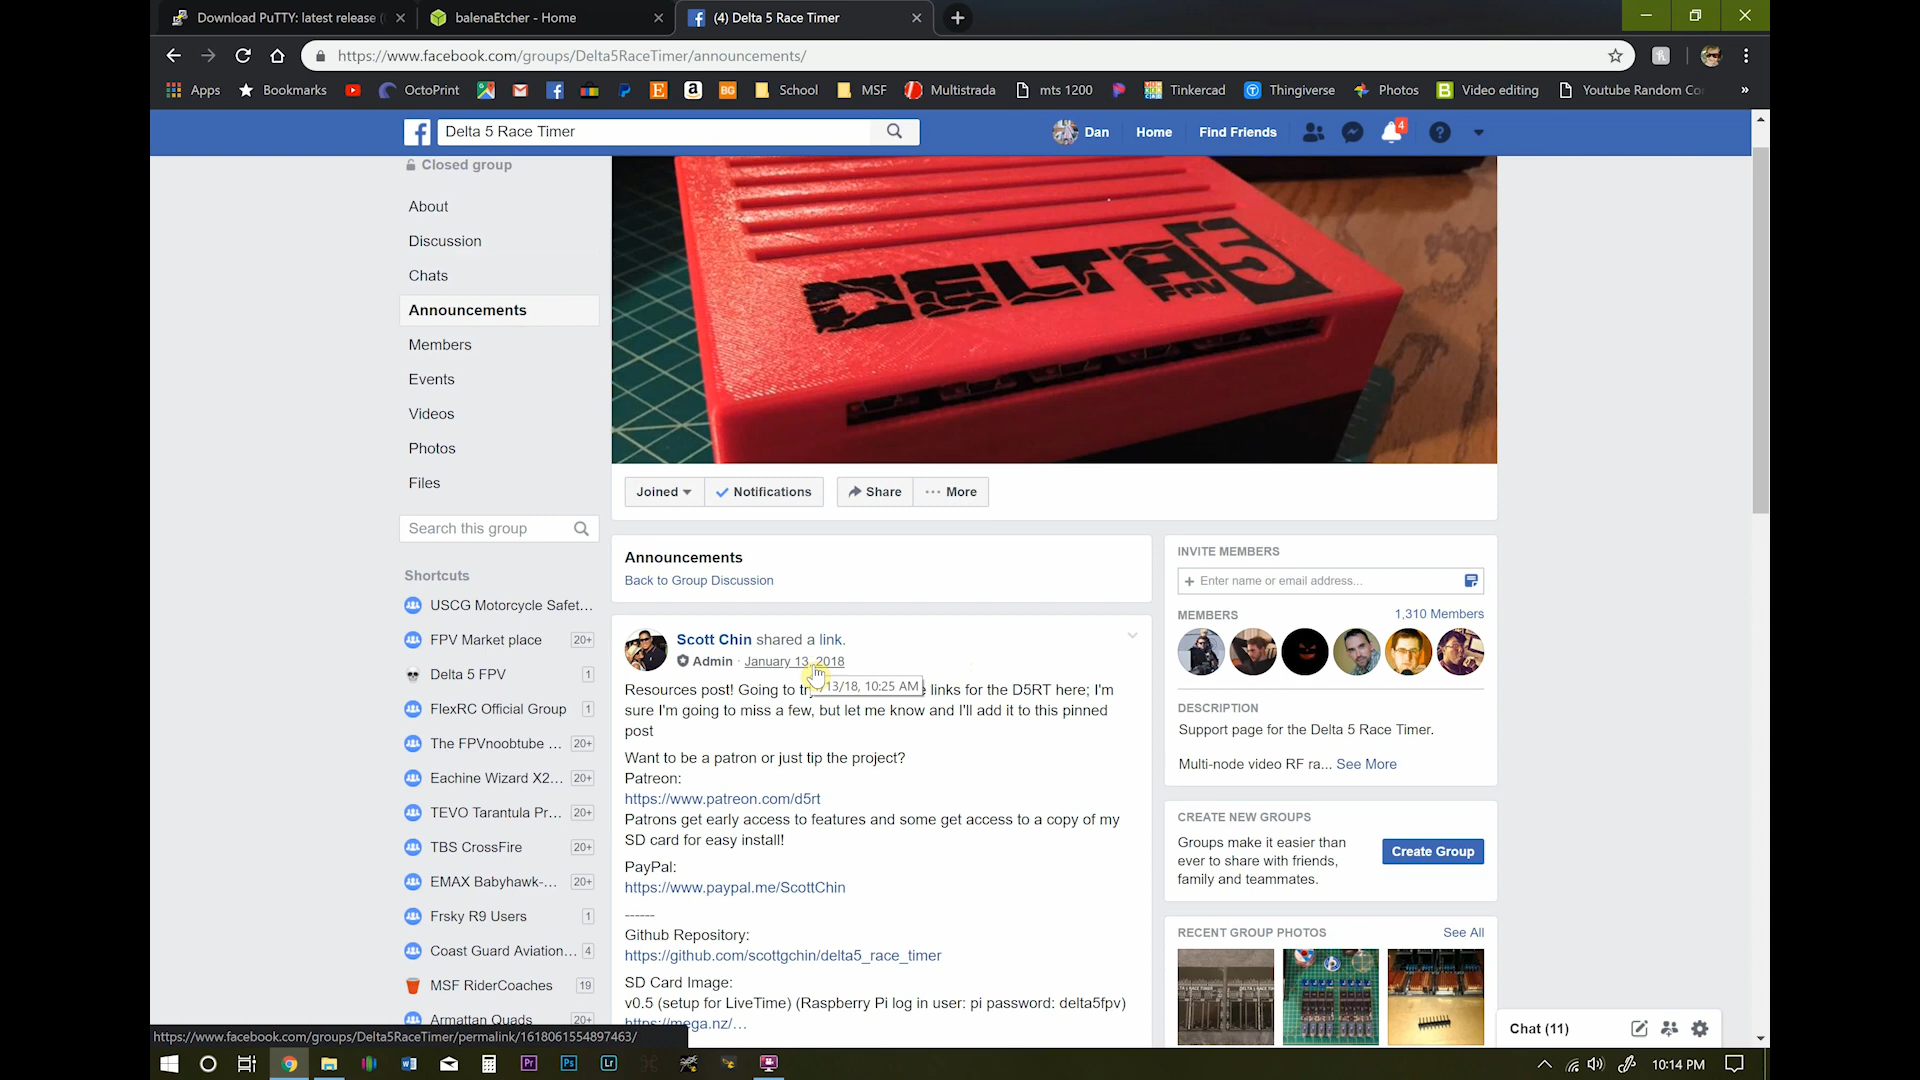 Download PuTTY: latest release (
balenaEtcher - Home
(4) Delta 5 Race Timer
https://www.facebook.com/groups/Delta5RaceTimer/announcements/
Apps
Bookmarks
OctoPrint
BG
School
MSF
Multistrada
mts 1200
Tinkercad
Thingiverse
Photos
Video editing
Youtube Random Co
Delta 5 Race Timer
Dan
Home
Find Friends
4
Closed group
About
Discussion
Chats
Announcements
Members
Events
Videos
Photos
Files
Search this group
Shortcuts
USCG Motorcycle Safet...
FPV Market place 20+
Delta 5 FPV 1
FlexRC Official Group 1
The FPVnoobtube ... 20+
Eachine Wizard X2... 20+
TEVO Tarantula Pr... 20+
TBS CrossFire 20+
EMAX Babyhawk-... 20+
Frsky R9 Users 1
Coast Guard Aviation... 4
MSF RiderCoaches 19
Armattan Quads 20+
DELTA 5
FPV
Joined
Notifications
Share
More
Announcements
Back to Group Discussion
Scott Chin shared a link.
Admin · January 13, 2018
13/18, 10:25 AM
Resources post! Going to links for the D5RT here; I'm
sure I'm going to miss a few, but let me know and I'll add it to this pinned
post
Want to be a patron or just tip the project?
Patreon:
https://www.patreon.com/d5rt
Patrons get early access to features and some get access to a copy of my
SD card for easy install!
PayPal:
https://www.paypal.me/ScottChin
------
Github Repository:
https://github.com/scottgchin/delta5_race_timer
SD Card Image:
v0.5 (setup for LiveTime) (Raspberry Pi log in user: pi password: delta5fpv)
https://mega.nz/...
INVITE MEMBERS
Enter name or email address...
MEMBERS
1,310 Members
DESCRIPTION
Support page for the Delta 5 Race Timer.
Multi-node video RF ra... See More
CREATE NEW GROUPS
Groups make it easier than
ever to share with friends,
family and teammates.
Create Group
RECENT GROUP PHOTOS
See All
Chat (11)
https://www.facebook.com/groups/Delta5RaceTimer/permalink/1618061554897463/
Pr
Ps
Lr
10:14 PM